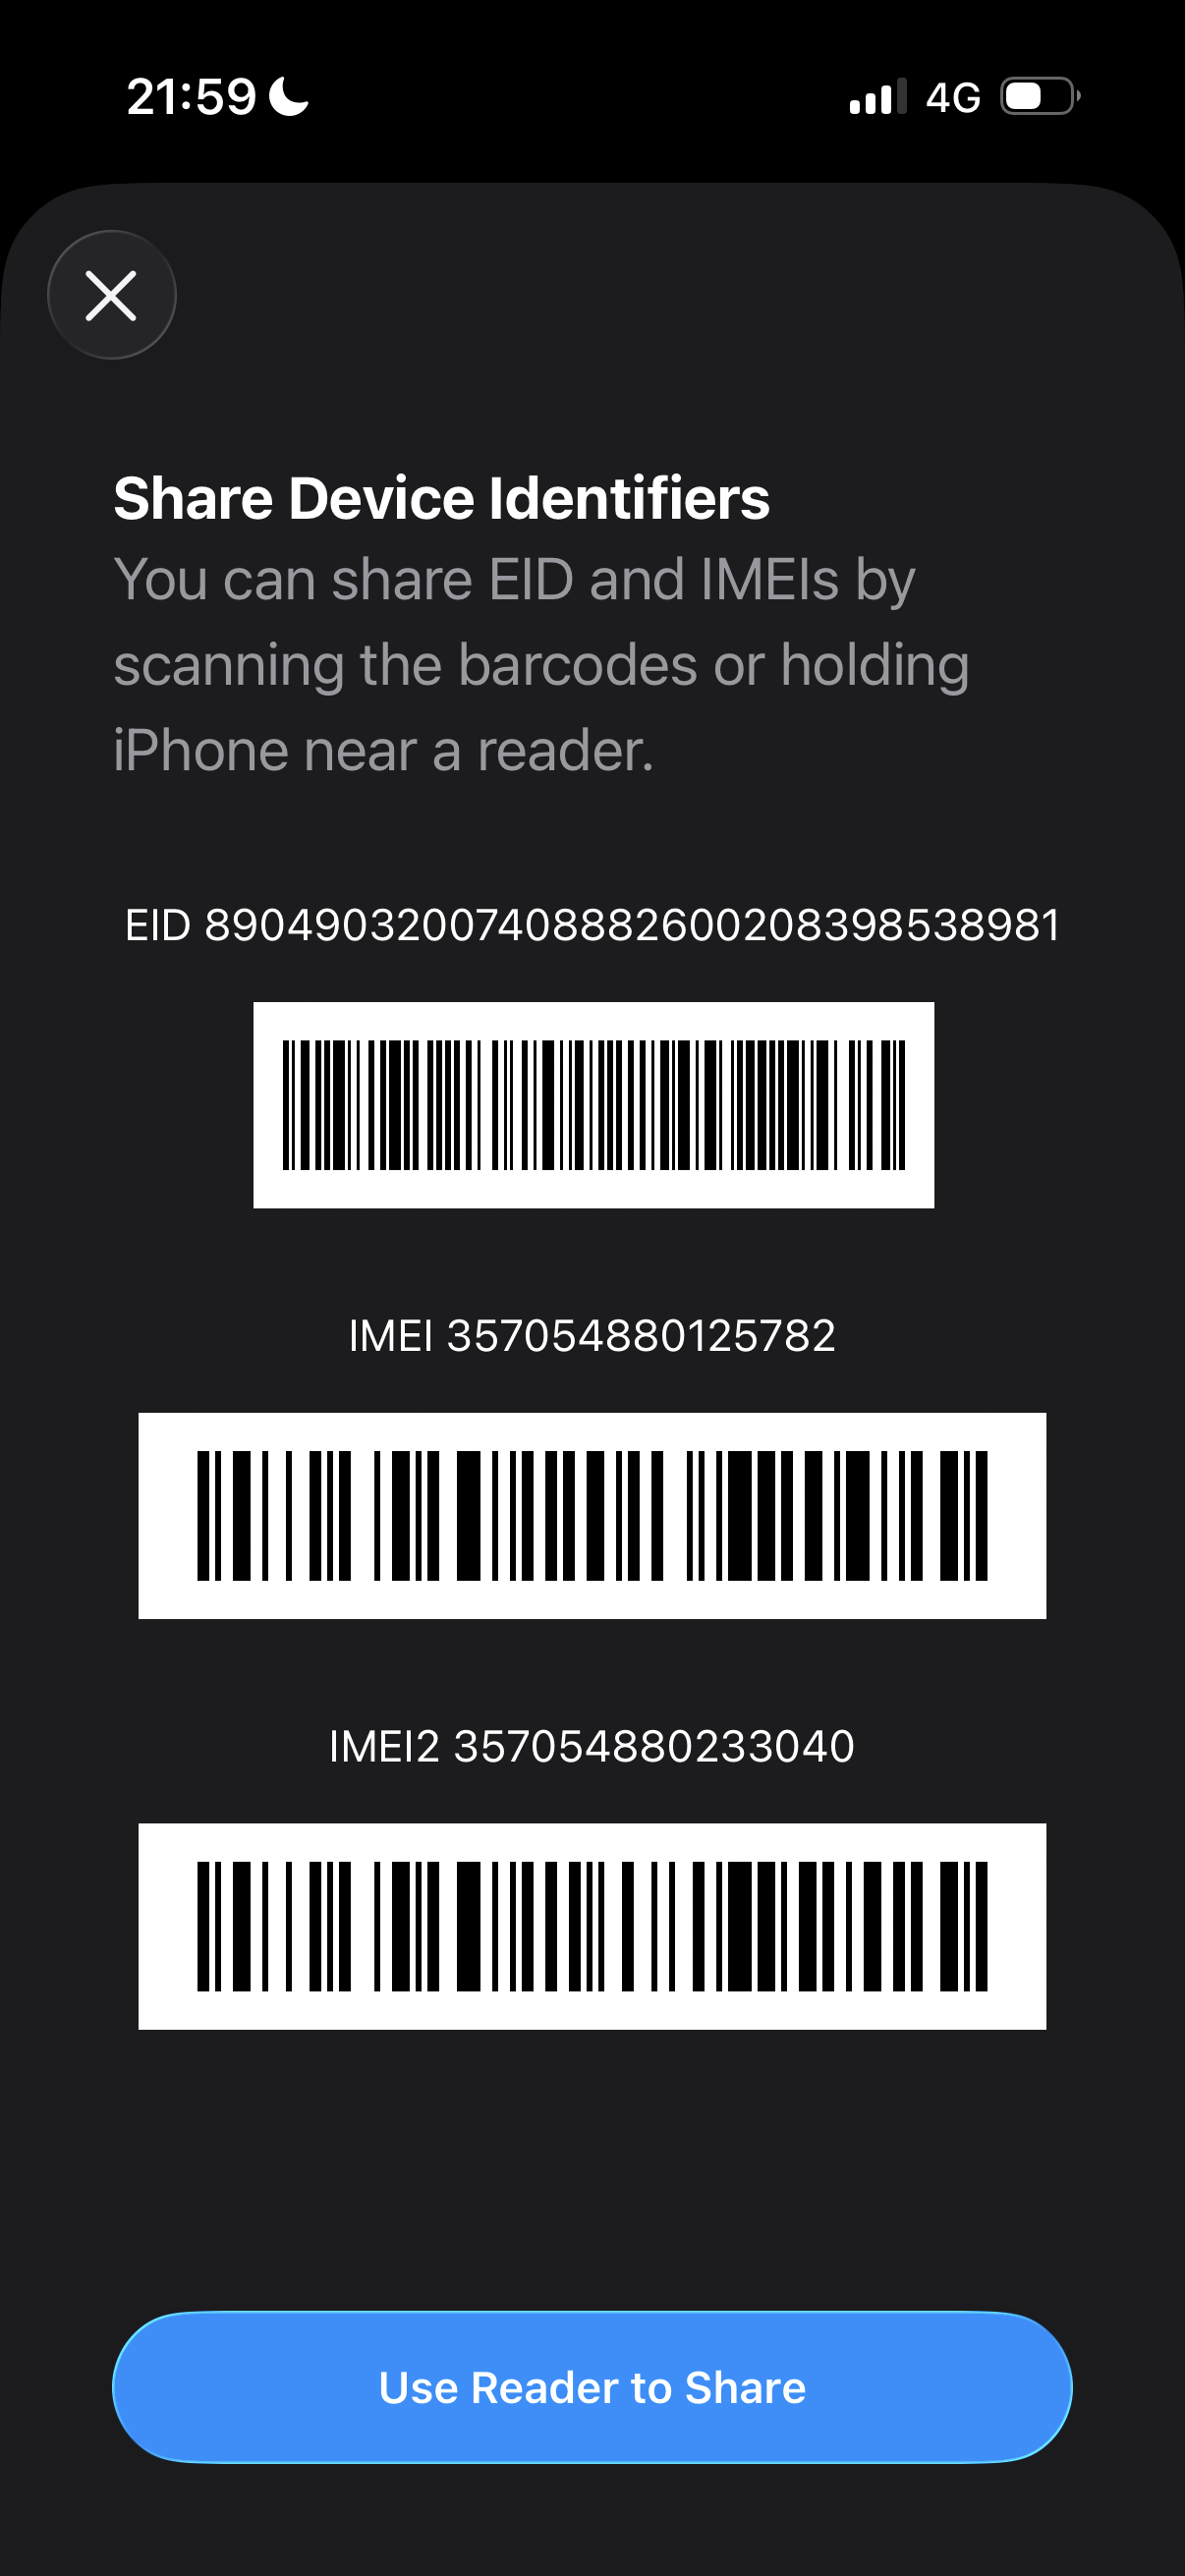 21:59
4G
Share Device Identifiers
You can share EID and IMEIs by
scanning the barcodes or holding
iPhone near a reader.
EID 89049032007408882600208398538981
IMEI 357054880125782
IMEI2 357054880233040
Use Reader to Share